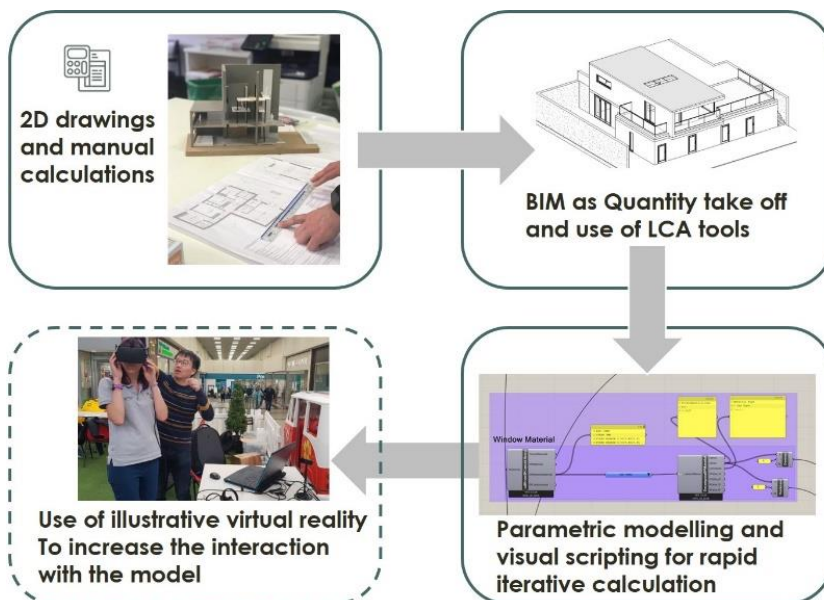 2D drawings
and manual
calculations
BIM as Quantity take off
and use of LCA tools
Window Material
Parametric modelling and
visual scripting for rapid
iterative calculation
Use of illustrative virtual reality
To increase the interaction
with the model